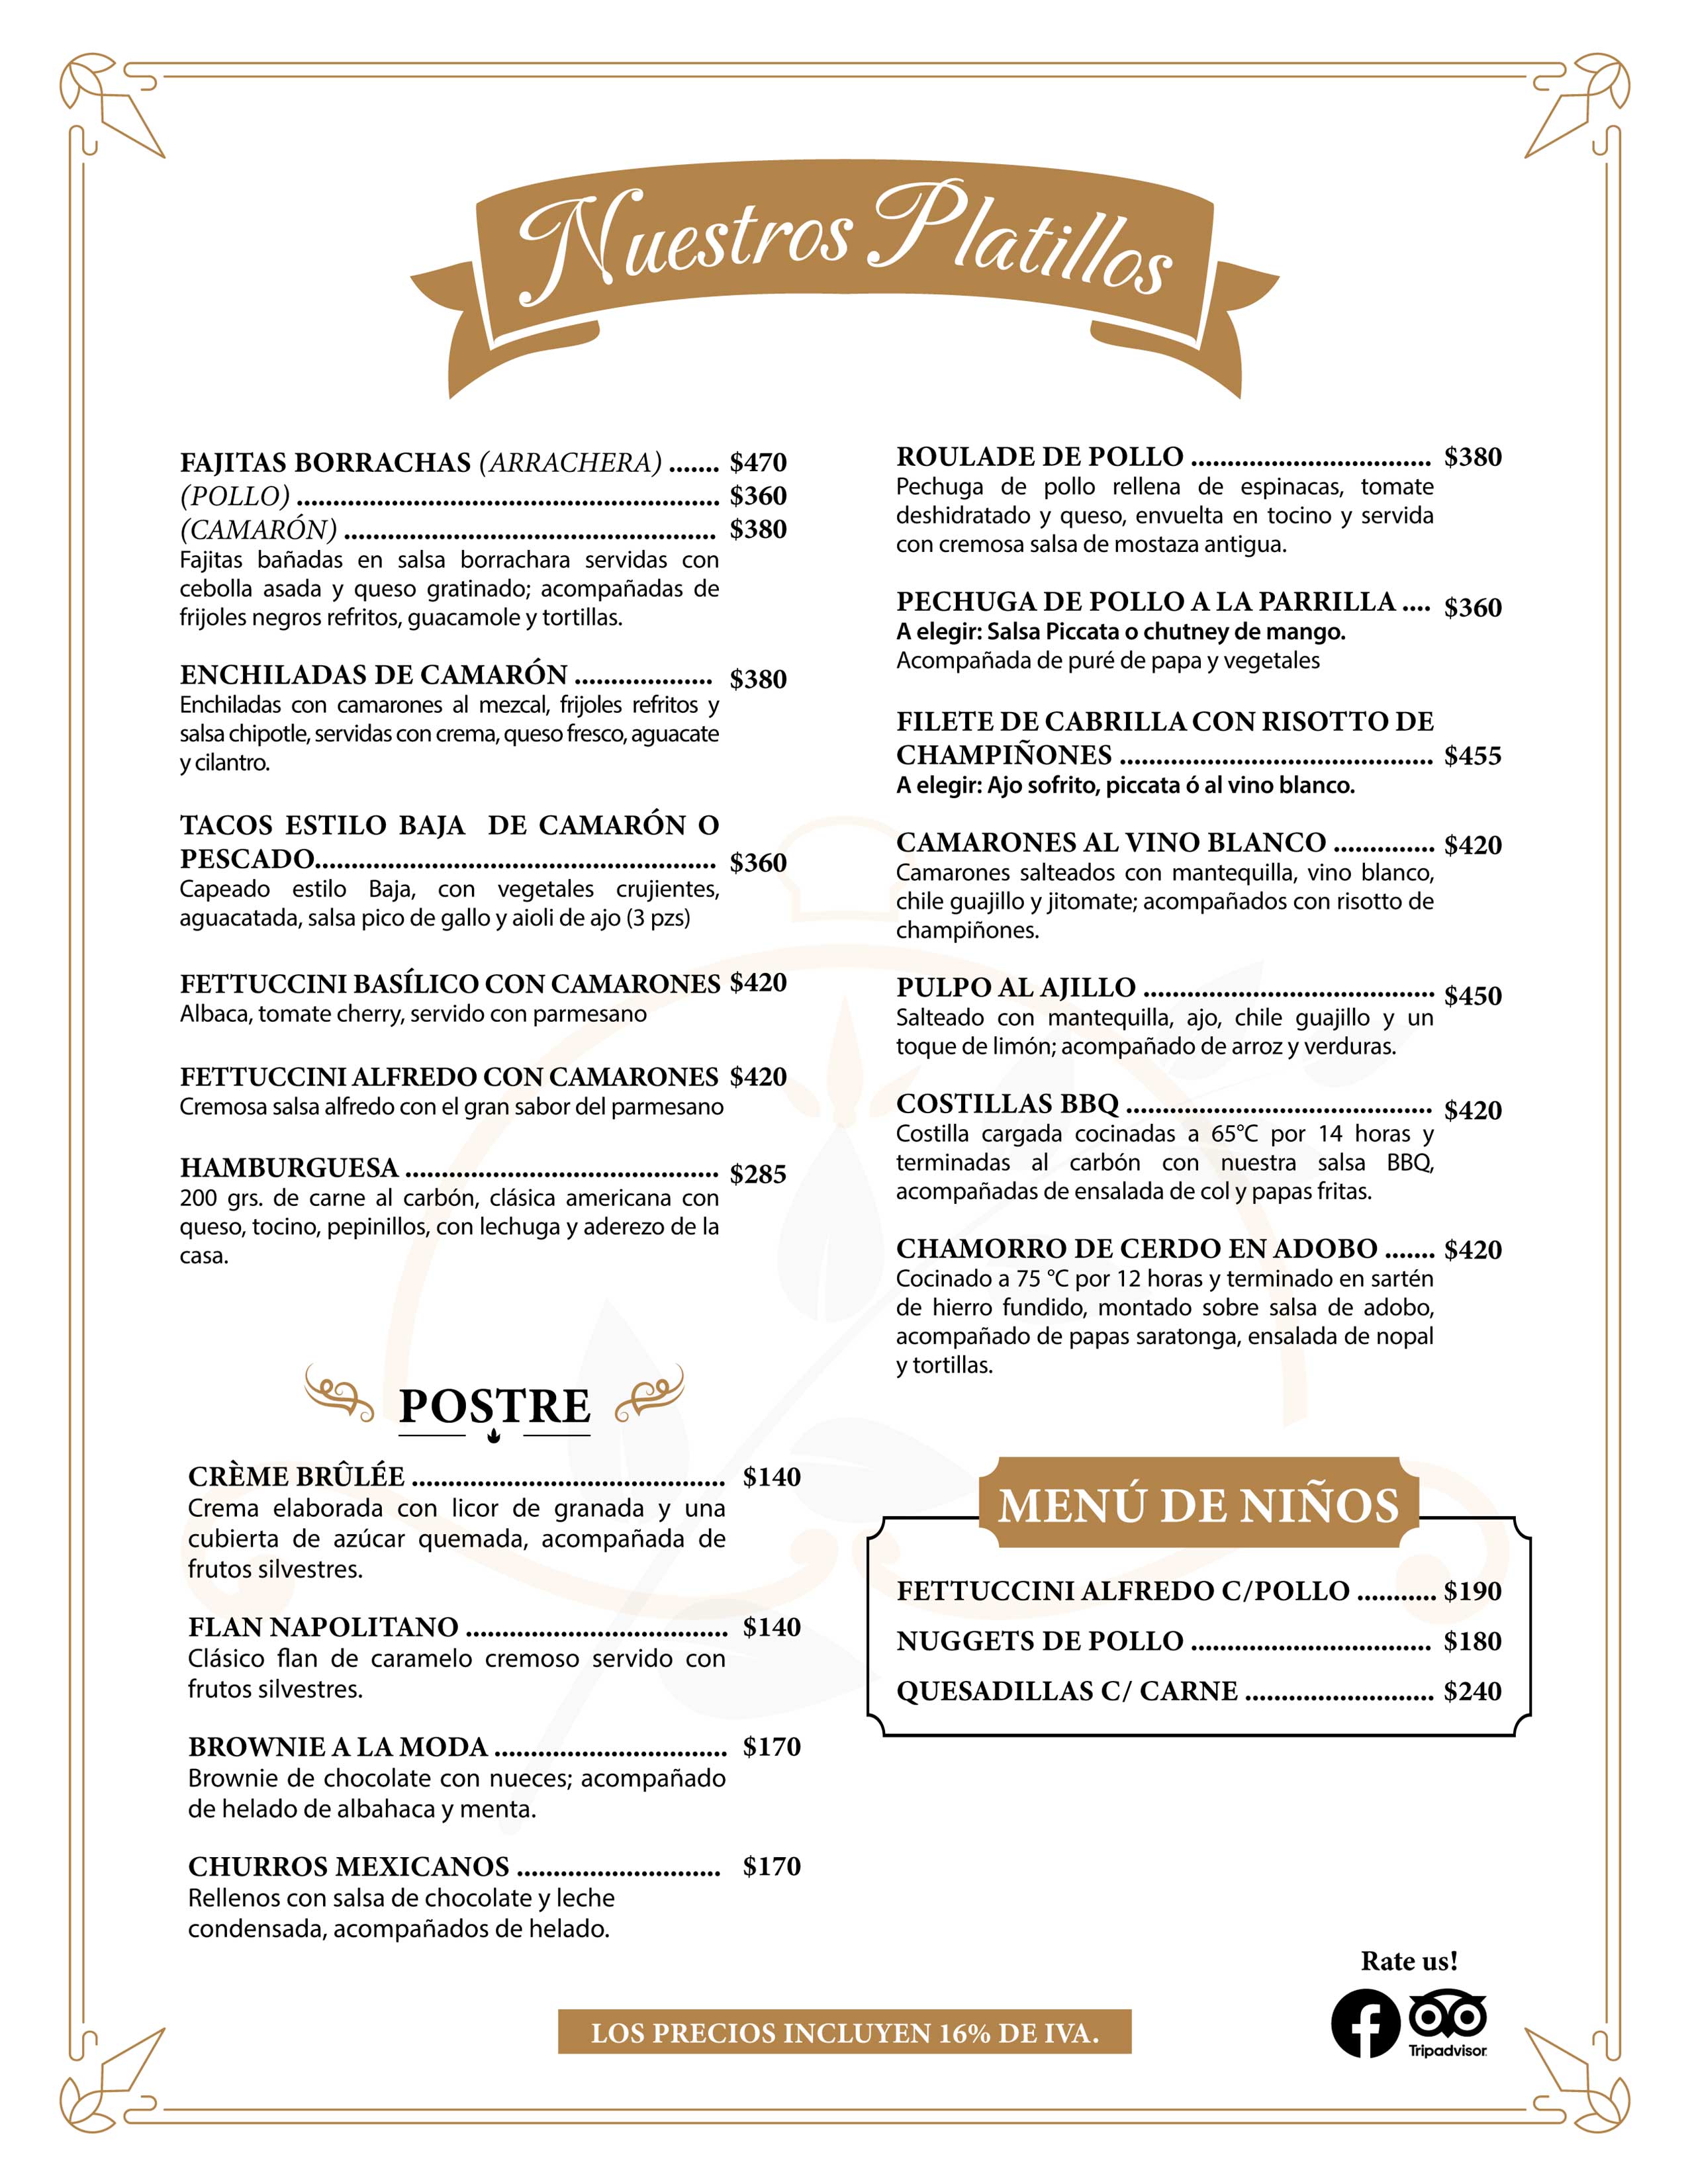 Nuestros Platillos
FAJITAS BORRACHAS (ARRACHERA) ....... $470
(POLLO) .......................................................... $360
(CAMARÓN) ................................................... $380
Fajitas bañadas en salsa borrachara servidas con
cebolla asada y queso gratinado; acompañadas de
frijoles negros refritos, guacamole y tortillas.
ENCHILADAS DE CAMARÓN ................... $380
Enchiladas con camarones al mezcal, frijoles refritos y
salsa chipotle, servidas con crema, queso fresco, aguacate
y cilantro.
TACOS ESTILO BAJA DE CAMARÓN O
PESCADO....................................................... $360
Capeado estilo Baja, con vegetales crujientes,
aguacatada, salsa pico de gallo y aioli de ajo (3 pzs)
FETTUCCINI BASÍLICO CON CAMARONES $420
Albaca, tomate cherry, servido con parmesano
FETTUCCINI ALFREDO CON CAMARONES $420
Cremosa salsa alfredo con el gran sabor del parmesano
HAMBURGUESA ........................................... $285
200 grs. de carne al carbón, clásica americana con
queso, tocino, pepinillos, con lechuga y aderezo de la
casa.
POSTRE
CRÈME BRÛLÉE ........................................... $140
Crema elaborada con licor de granada y una
cubierta de azúcar quemada, acompañada de
frutos silvestres.
FLAN NAPOLITANO .................................... $140
Clásico flan de caramelo cremoso servido con
frutos silvestres.
BROWNIE A LA MODA ................................ $170
Brownie de chocolate con nueces; acompañado
de helado de albahaca y menta.
CHURROS MEXICANOS ............................ $170
Rellenos con salsa de chocolate y leche
condensada, acompañados de helado.
ROULADE DE POLLO ................................. $380
Pechuga de pollo rellena de espinacas, tomate
deshidratado y queso, envuelta en tocino y servida
con cremosa salsa de mostaza antigua.
PECHUGA DE POLLO A LA PARRILLA .... $360
A elegir: Salsa Piccata o chutney de mango.
Acompañada de puré de papa y vegetales
FILETE DE CABRILLA CON RISOTTO DE
CHAMPIÑONES ........................................... $455
A elegir: Ajo sofrito, piccata ó al vino blanco.
CAMARONES AL VINO BLANCO .............. $420
Camarones salteados con mantequilla, vino blanco,
chile guajillo y jitomate; acompañados con risotto de
champiñones.
PULPO AL AJILLO ........................................ $450
Salteado con mantequilla, ajo, chile guajillo y un
toque de limón; acompañado de arroz y verduras.
COSTILLAS BBQ .......................................... $420
Costilla cargada cocinadas a 65°C por 14 horas y
terminadas al carbón con nuestra salsa BBQ,
acompañadas de ensalada de col y papas fritas.
CHAMORRO DE CERDO EN ADOBO ....... $420
Cocinado a 75 °C por 12 horas y terminado en sartén
de hierro fundido, montado sobre salsa de adobo,
acompañado de papas saratonga, ensalada de nopal
y tortillas.
MENÚ DE NIÑOS
FETTUCCINI ALFREDO C/POLLO ........... $190
NUGGETS DE POLLO ................................. $180
QUESADILLAS C/ CARNE .......................... $240
Rate us!
Tripadvisor
LOS PRECIOS INCLUYEN 16% DE IVA.